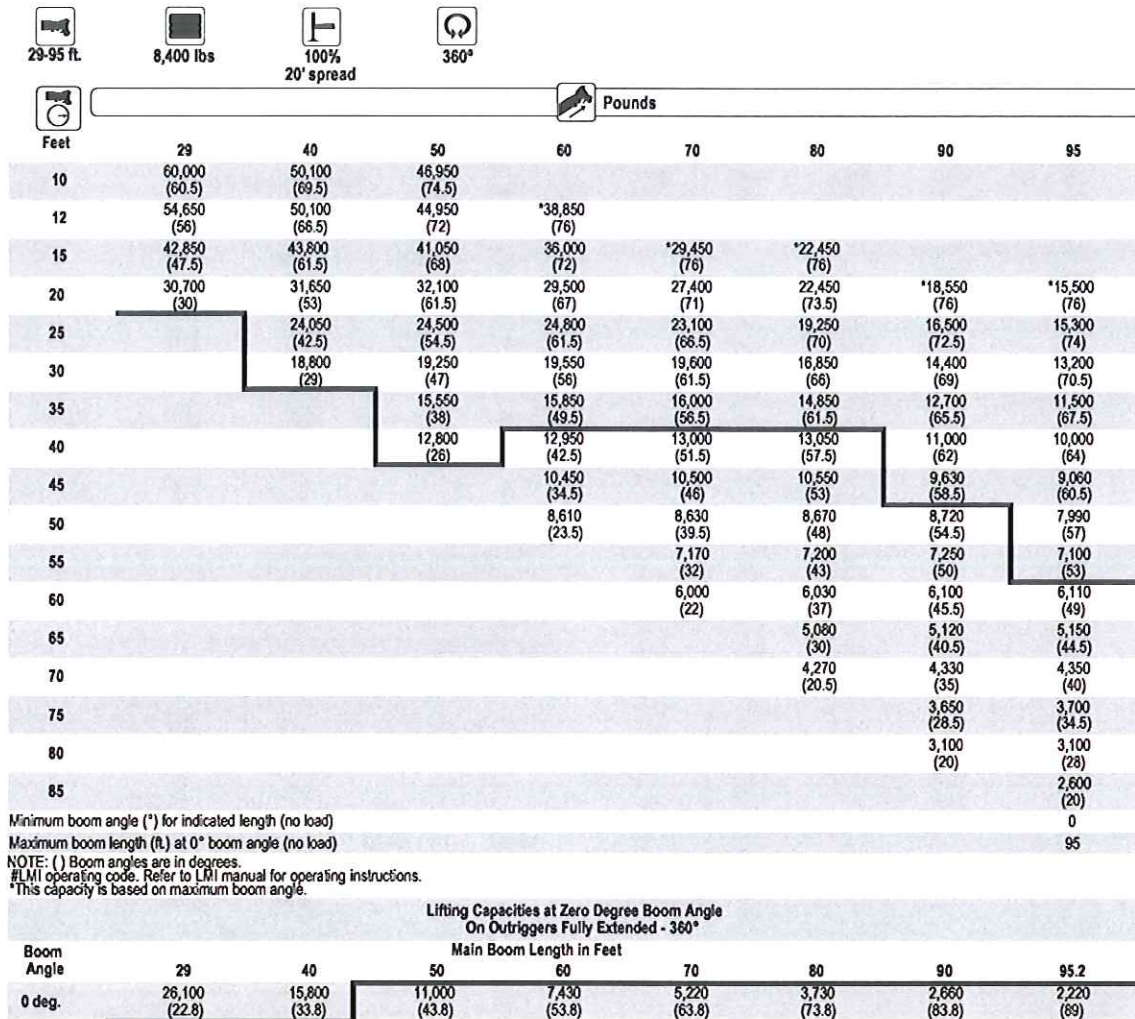 29-95 ft. 8,400 lbs 100% 360°
20' spread
Pounds
Feet 29 40 50 60 70 80 90 95
10 60,000 50,100 46,950
(60.5) (69.5) (74.5)
12 54,650 50,100 44,950 *38,850
(56) (66.5) (72) (76)
15 42,850 43,800 41,050 36,000 *29,450 *22,450
(47.5) (61.5) (68) (72) (76) (76)
20 30,700 31,650 32,100 29,500 27,400 22,450 *18,550 *15,500
(30) (53) (61.5) (67) (71) (73.5) (76) (76)
25 24,050 24,500 24,800 23,100 19,250 16,500 15,300
(42.5) (54.5) (61.5) (66.5) (70) (72.5) (74)
30 18,800 19,250 19,550 19,600 16,850 14,400 13,200
(29) (47) (56) (61.5) (66) (69) (70.5)
35 15,550 15,850 16,000 14,850 12,700 11,500
(38) (49.5) (56.5) (61.5) (65.5) (67.5)
40 12,800 12,950 13,000 13,050 11,000 10,000
(26) (42.5) (51.5) (57.5) (62) (64)
45 10,450 10,500 10,550 9,630 9,060
(34.5) (46) (53) (58.5) (60.5)
50 8,610 8,630 8,670 8,720 7,990
(23.5) (39.5) (48) (54.5) (57)
55 7,170 7,200 7,250 7,100
(32) (43) (50) (53)
60 6,000 6,030 6,100 6,110
(22) (37) (45.5) (49)
65 5,080 5,120 5,150
(30) (40.5) (44.5)
70 4,270 4,330 4,350
(20.5) (35) (40)
75 3,650 3,700
(28.5) (34.5)
80 3,100 3,100
(20) (28)
85 2,600
(20)
Minimum boom angle (°) for indicated length (no load) 0
Maximum boom length (ft.) at 0° boom angle (no load) 95
NOTE: ( ) Boom angles are in degrees.
#LMI operating code. Refer to LMI manual for operating instructions.
*This capacity is based on maximum boom angle.
Lifting Capacities at Zero Degree Boom Angle
On Outriggers Fully Extended - 360°
Boom Main Boom Length in Feet
Angle 29 40 50 60 70 80 90 95.2
0 deg. 26,100 15,800 11,000 7,430 5,220 3,730 2,660 2,220
(22.8) (33.8) (43.8) (53.8) (63.8) (73.8) (83.8) (89)